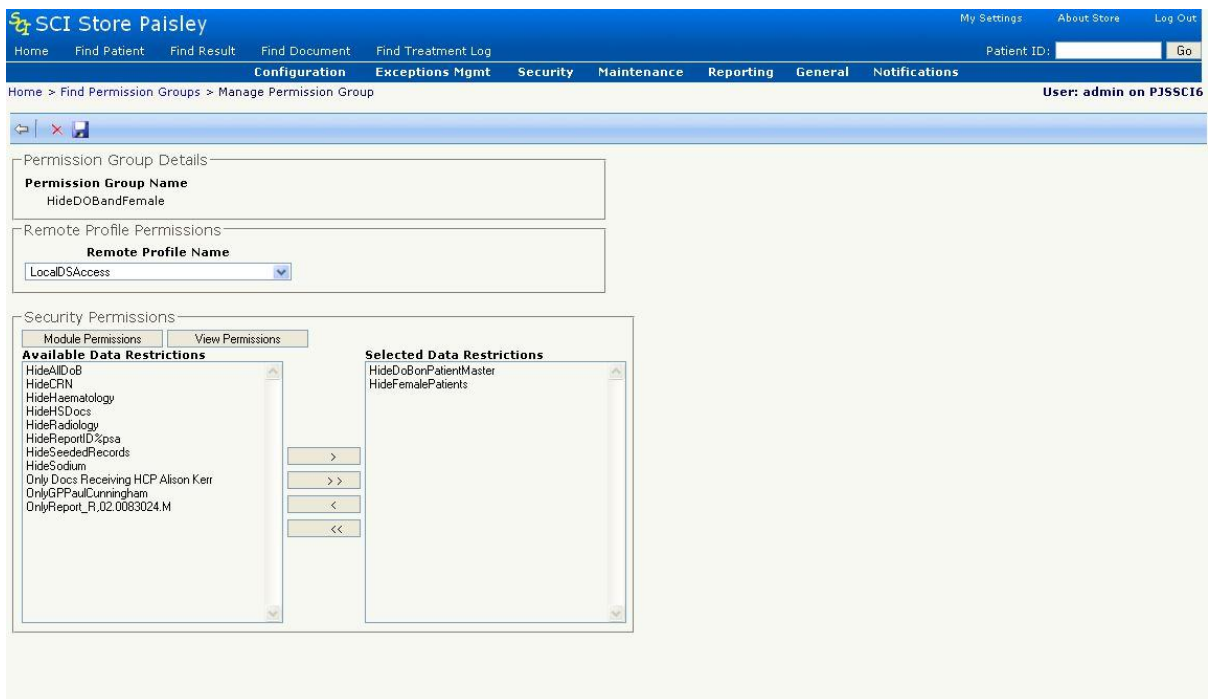 SCI Store Paisley
My Settings About Store Log Out
Home Find Patient Find Result Find Document Find Treatment Log Patient ID: Go
Configuration Exceptions Mgmt Security Maintenance Reporting General Notifications
Home > Find Permission Groups > Manage Permission Group User: admin on PJSSCI6
Permission Group Details
Permission Group Name
HideDOBandFemale
Remote Profile Permissions
Remote Profile Name
LocalDSAccess
Security Permissions
Module Permissions View Permissions
Available Data Restrictions
HideAllDoB
HideCRN
HideHaematology
HideHSDocs
HideRadiology
HideReportID%psa
HideSeededRecords
HideSodium
Only Docs Receiving HCP Alison Kerr
OnlyGPPaulCunningham
OnlyReport_R,02.0083024.M
>
>>
<
<<
Selected Data Restrictions
HideDoBonPatientMaster
HideFemalePatients